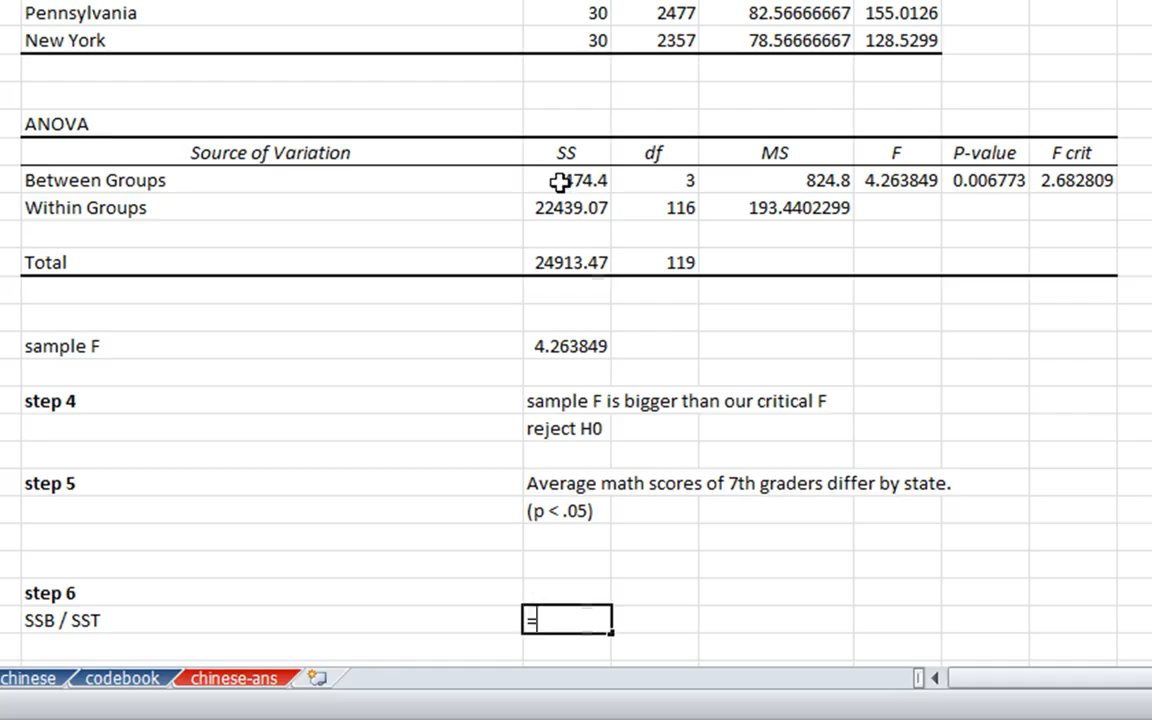 Pennsylvania 30 2477 82.56666667 155.0126
New York 30 2357 78.56666667 128.5299
ANOVA
Source of Variation SS df MS F P-value F crit
Between Groups 474.4 3 824.8 4.263849 0.006773 2.682809
Within Groups 22439.07 116 193.4402299
Total 24913.47 119
sample F 4.263849
step 4 sample F is bigger than our critical F
reject H0
step 5 Average math scores of 7th graders differ by state.
(p < .05)
step 6
SSB / SST =
chinese codebook chinese-ans